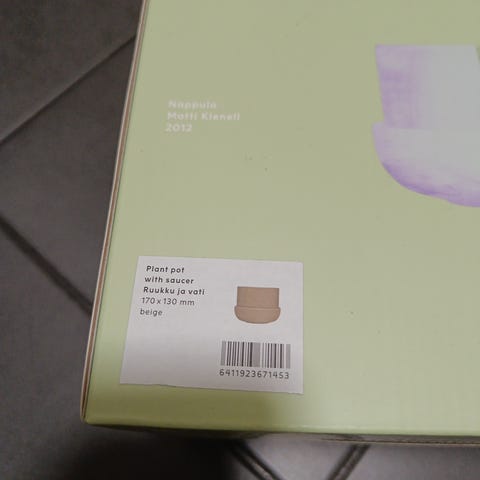 Nappula
Matti Klenell
2012
Plant pot
with saucer
Ruukku ja vati
170 x 130 mm
beige
6411923671453